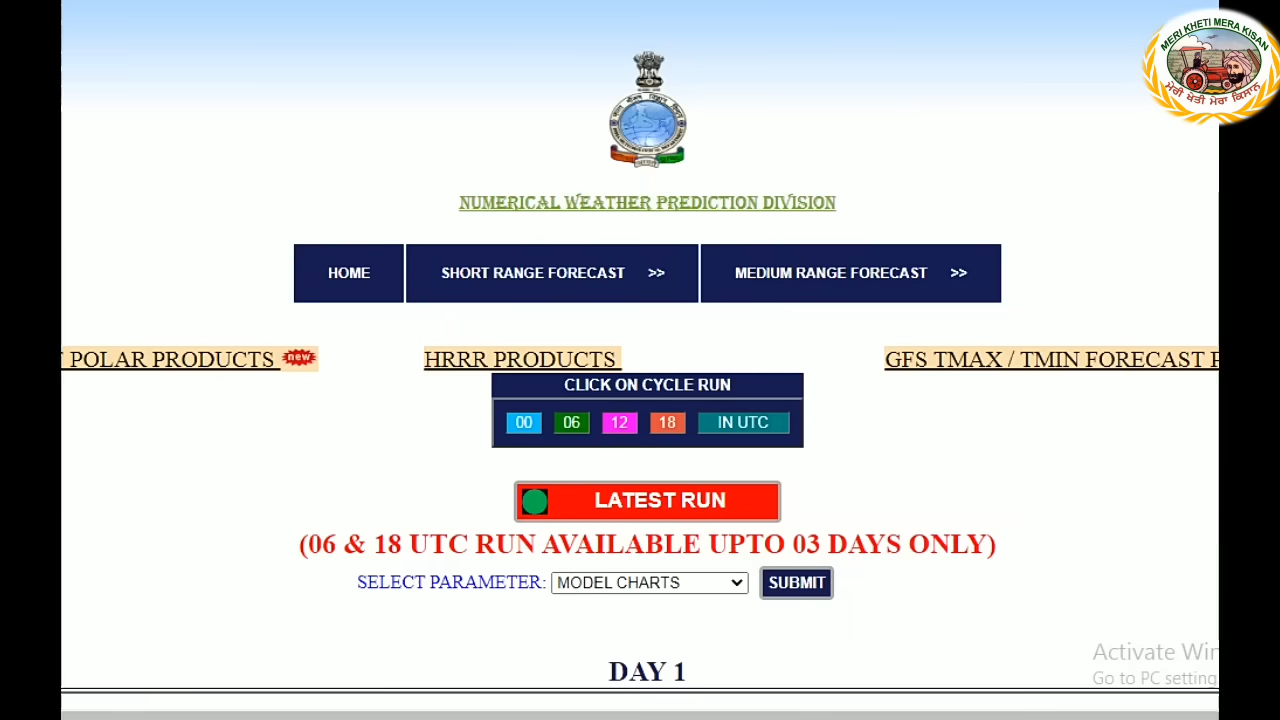 MERI KHETI MERA KISAN
ਮੇਰੀ ਖੇਤੀ ਮੇਰਾ ਕਿਸਾਨ
NUMERICAL WEATHER PREDICTION DIVISION
HOME SHORT RANGE FORECAST >> MEDIUM RANGE FORECAST >>
POLAR PRODUCTS new HRRR PRODUCTS GFS TMAX / TMIN FORECAST
CLICK ON CYCLE RUN
00 06 12 18 IN UTC
LATEST RUN
(06 & 18 UTC RUN AVAILABLE UPTO 03 DAYS ONLY)
SELECT PARAMETER: MODEL CHARTS SUBMIT
Activate Win
DAY 1
Go to PC setting